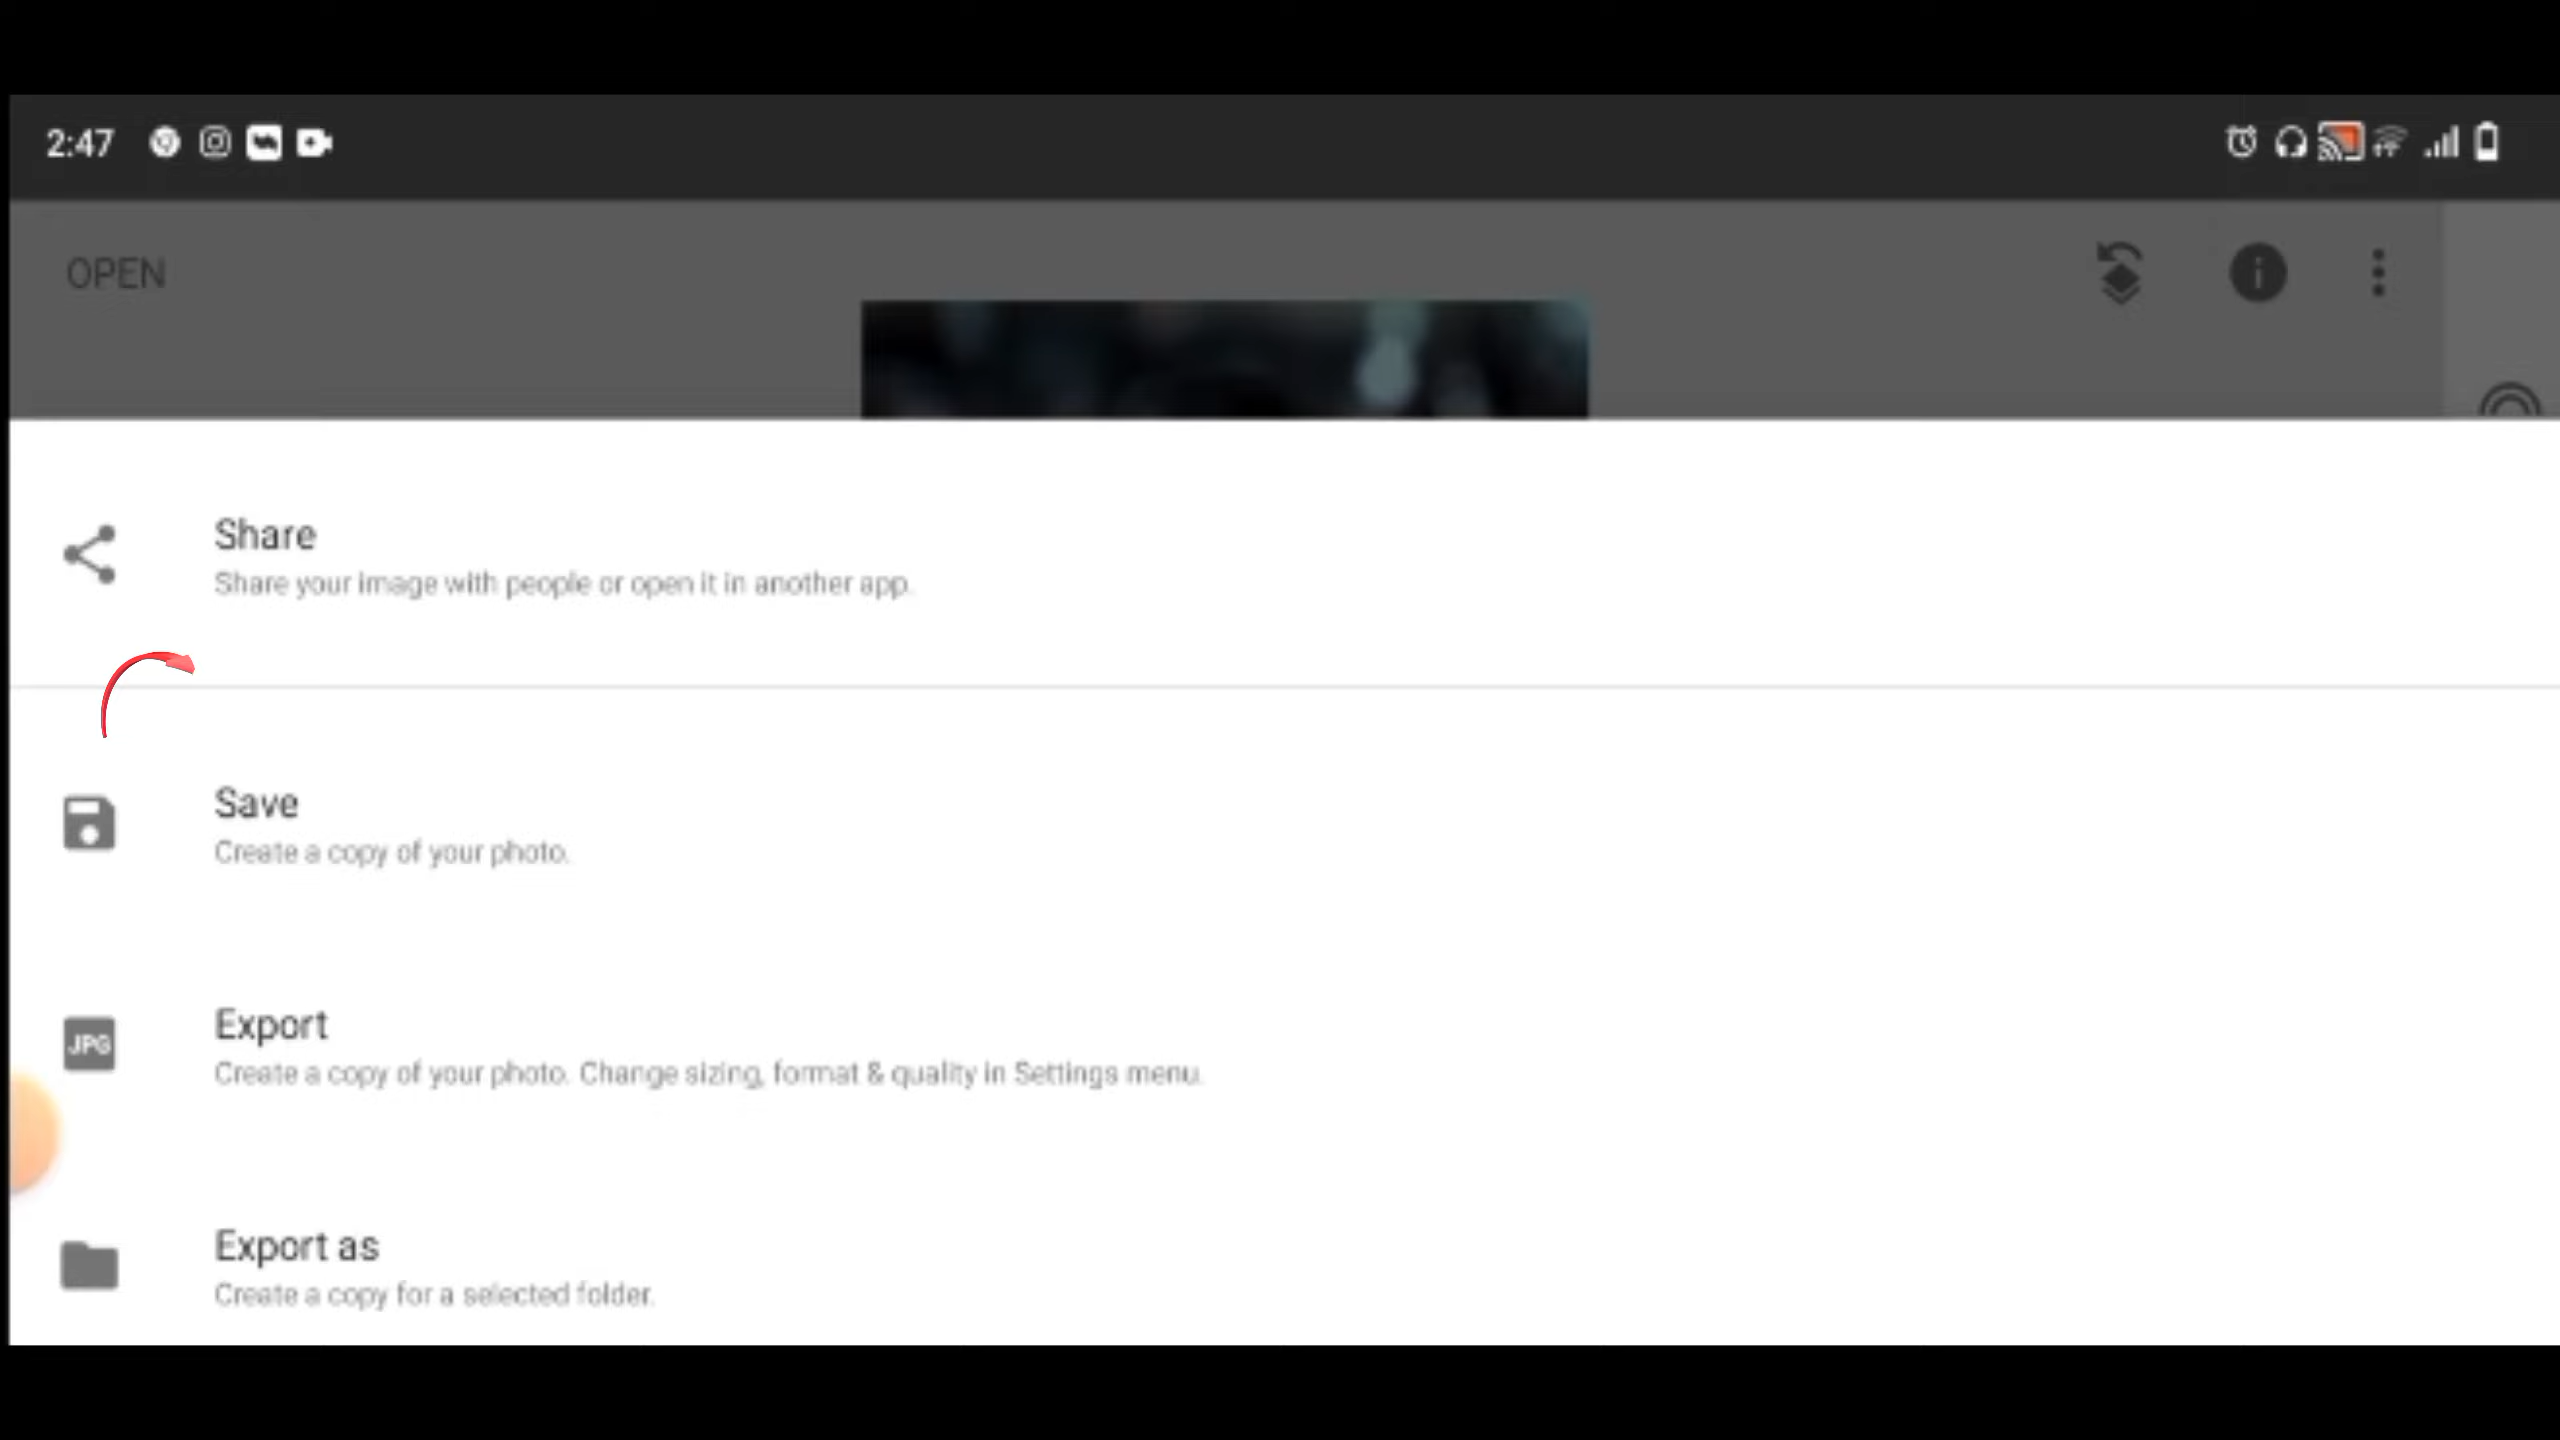 2:47
OPEN
Share
Share your image with people or open it in another app.
Save
Create a copy of your photo.
JPG
Export
Create a copy of your photo. Change sizing, format & quality in Settings menu.
Export as
Create a copy for a selected folder.